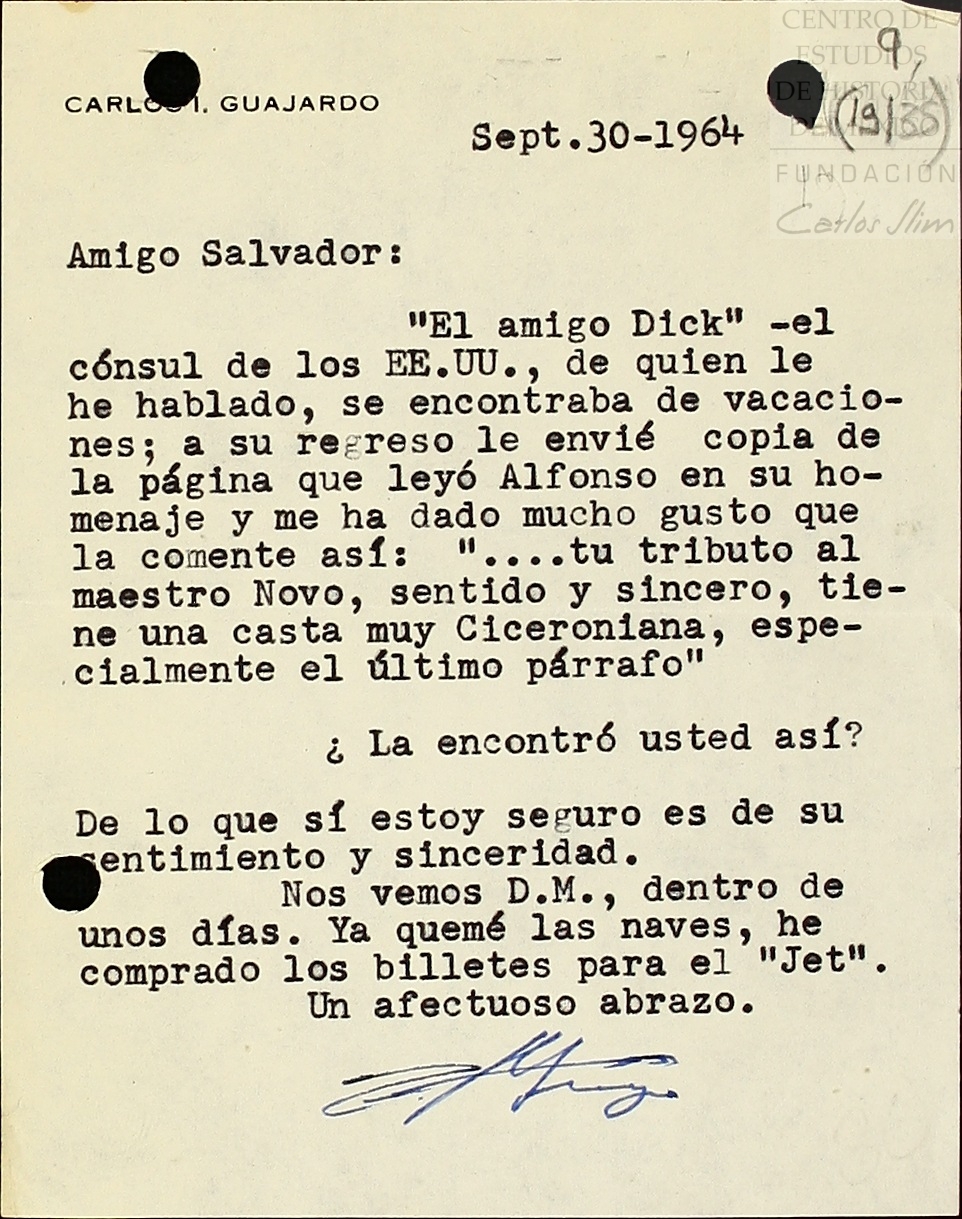 CENTRO DE
ESTUDIOS
DE HISTORIA
DE MÉXICO
FUNDACIÓN
Carlos Slim
9,
(19/36)
CARLOS I. GUAJARDO
Sept.30-1964
Amigo Salvador:
"El amigo Dick" -el
cónsul de los EE.UU., de quien le
he hablado, se encontraba de vacacio-
nes; a su regreso le envié copia de
la página que leyó Alfonso en su ho-
menaje y me ha dado mucho gusto que
la comente así: "....tu tributo al
maestro Novo, sentido y sincero, tie-
ne una casta muy Ciceroniana, espe-
cialmente el último párrafo"
¿ La encontró usted así?
De lo que sí estoy seguro es de su
sentimiento y sinceridad.
Nos vemos D.M., dentro de
unos días. Ya quemé las naves, he
comprado los billetes para el "Jet".
Un afectuoso abrazo.